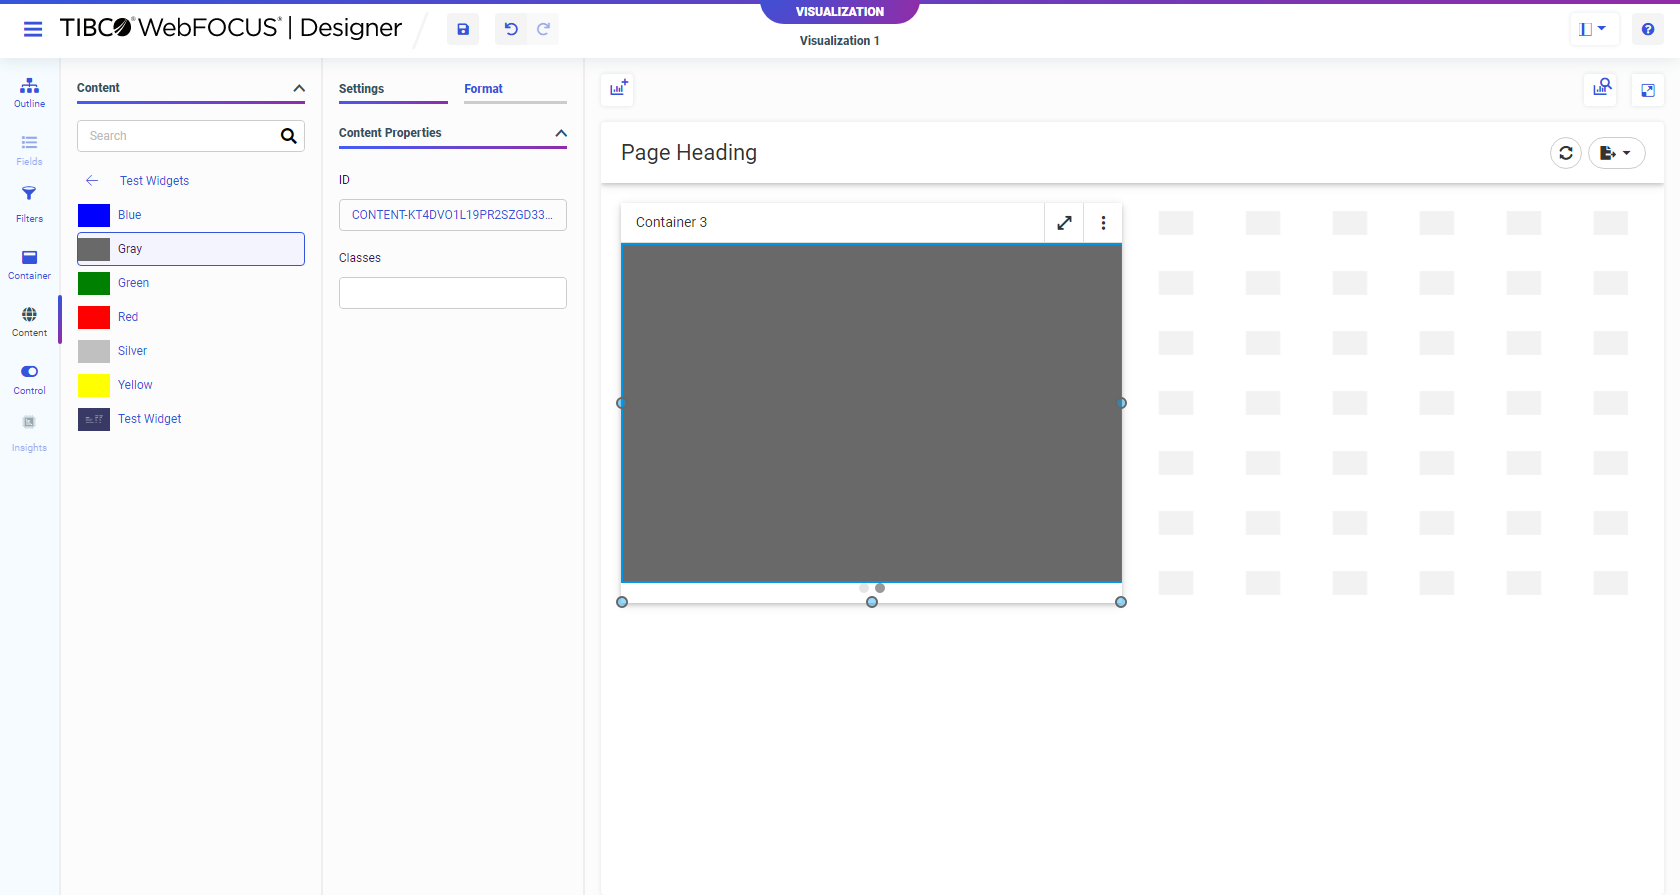 TIBCO® WebFOCUS® | Designer
VISUALIZATION
Visualization 1
Outline
Fields
Filters
Container
Content
Control
Insights
Content
Search
Test Widgets
Blue
Gray
Green
Red
Silver
Yellow
Test Widget
Settings
Format
Content Properties
ID
CONTENT-KT4DVO1L19PR2SZGD33...
Classes
Page Heading
Container 3